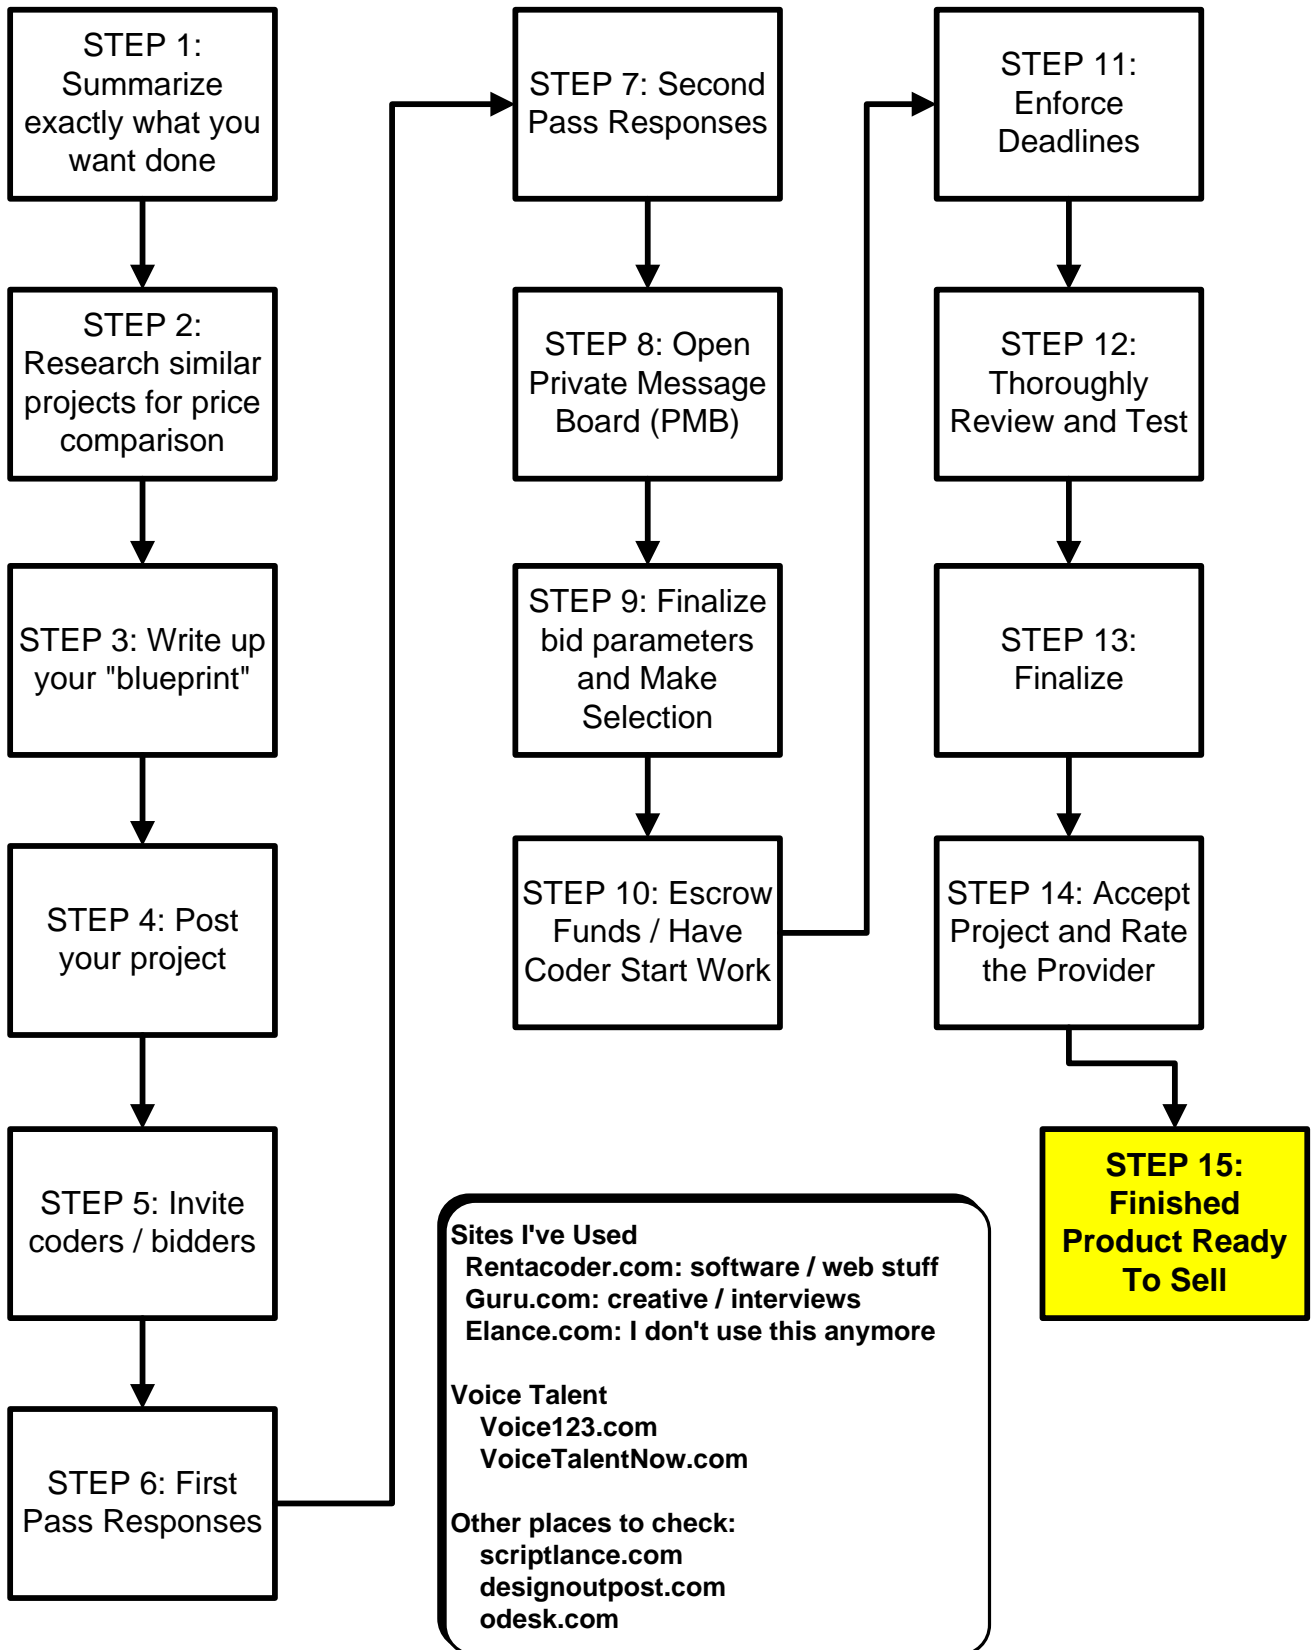 STEP 1:
Summarize
exactly what you
want done
STEP 2:
Research similar
projects for price
comparison
STEP 3: Write up
your "blueprint"
STEP 4: Post
your project
STEP 5: Invite
coders / bidders
STEP 6: First
Pass Responses
STEP 7: Second
Pass Responses
STEP 8: Open
Private Message
Board (PMB)
STEP 9: Finalize
bid parameters
and Make
Selection
STEP 10: Escrow
Funds / Have
Coder Start Work
STEP 11:
Enforce
Deadlines
STEP 12:
Thoroughly
Review and Test
STEP 13:
Finalize
STEP 14: Accept
Project and Rate
the Provider
STEP 15:
Finished
Product Ready
To Sell
Sites I've Used
Rentacoder.com: software / web stuff
Guru.com: creative / interviews
Elance.com: I don't use this anymore
Voice Talent
Voice123.com
VoiceTalentNow.com
Other places to check:
scriptlance.com
designoutpost.com
odesk.com